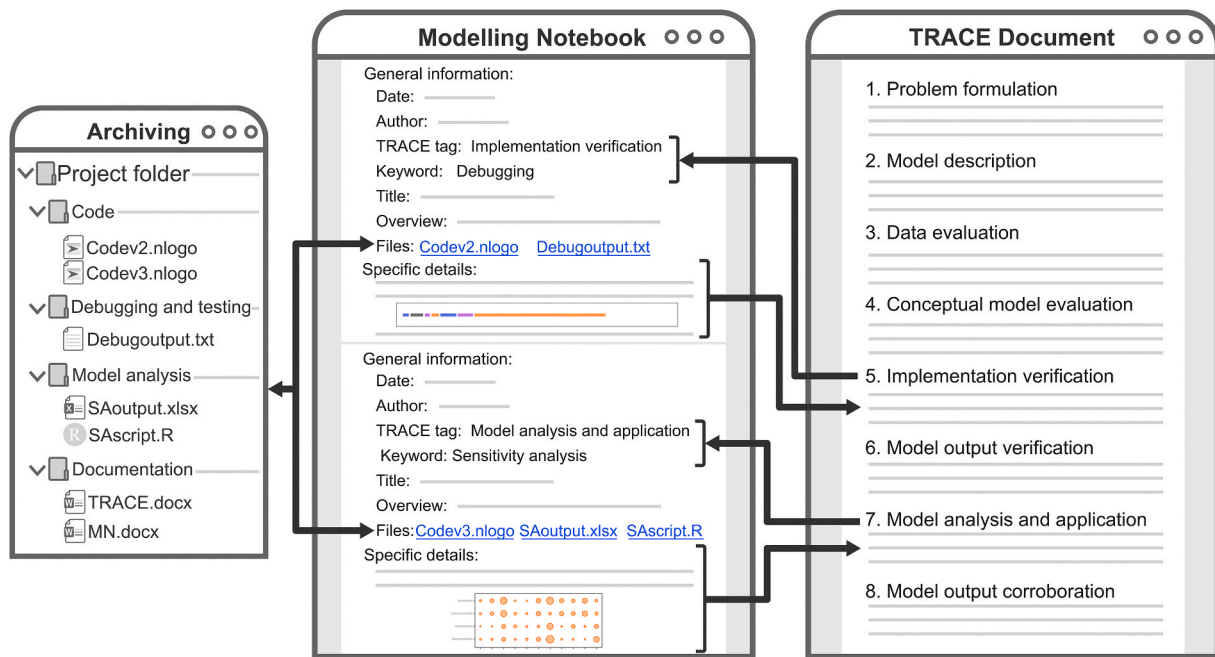 Archiving
Project folder
Code
Codev2.nlogo
Codev3.nlogo
Debugging and testing
Debugoutput.txt
Model analysis
SAoutput.xlsx
R SAscript.R
Documentation
TRACE.docx
MN.docx
Modelling Notebook
General information:
Date:
Author:
TRACE tag: Implementation verification
Keyword: Debugging
Title:
Overview:
Files: Codev2.nlogo Debugoutput.txt
Specific details:
General information:
Date:
Author:
TRACE tag: Model analysis and application
Keyword: Sensitivity analysis
Title:
Overview:
Files:Codev3.nlogo SAoutput.xlsx SAscript.R
Specific details:
TRACE Document
1. Problem formulation
2. Model description
3. Data evaluation
4. Conceptual model evaluation
5. Implementation verification
6. Model output verification
7. Model analysis and application
8. Model output corroboration